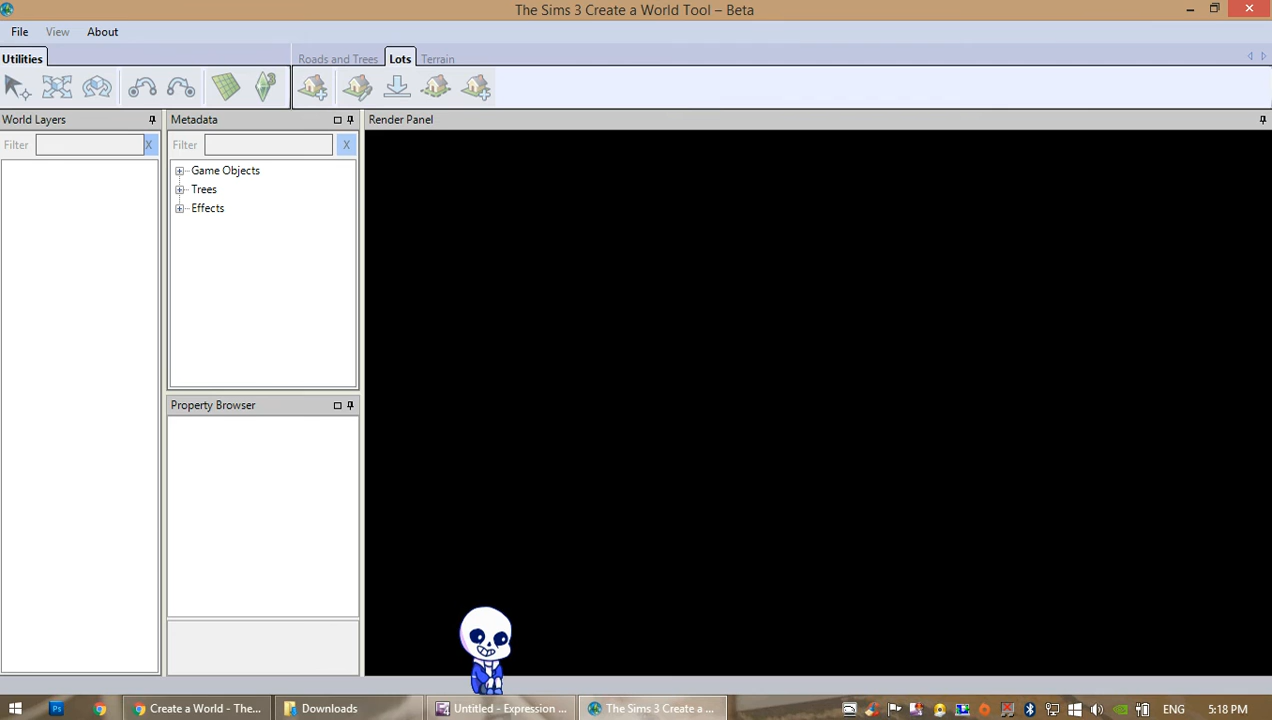 The Sims 3 Create a World Tool – Beta
File View About
Utilities Roads and Trees Lots Terrain
World Layers Metadata Render Panel
Filter X Filter X
Game Objects
Trees
Effects
Property Browser
Create a World - The... Downloads Untitled - Expression ... The Sims 3 Create a ... ENG 5:18 PM